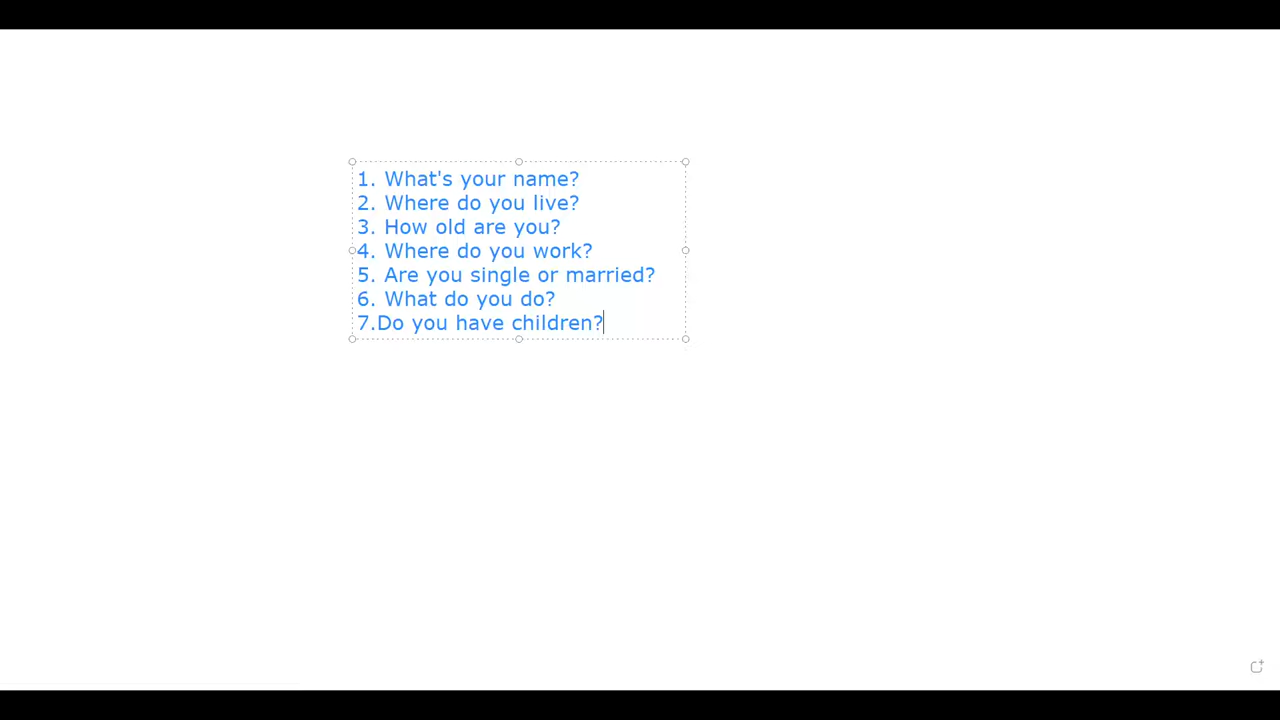 1. What's your name?
2. Where do you live?
3. How old are you?
4. Where do you work?
5. Are you single or married?
6. What do you do?
7.Do you have children?